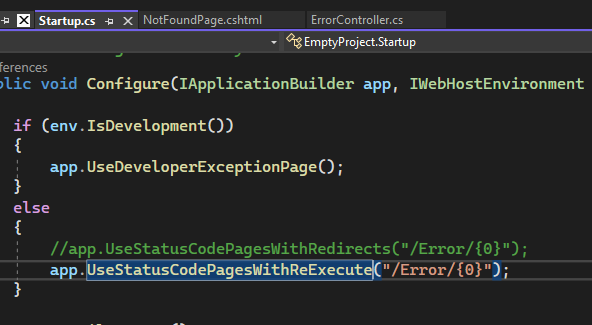 Startup.cs NotFoundPage.cshtml ErrorController.cs
EmptyProject.Startup
ferences
olic void Configure(IApplicationBuilder app, IWebHostEnvironment
if (env.IsDevelopment())
{
app.UseDeveloperExceptionPage();
}
else
{
//app.UseStatusCodePagesWithRedirects("/Error/{0}");
app.UseStatusCodePagesWithReExecute("/Error/{0}");
}